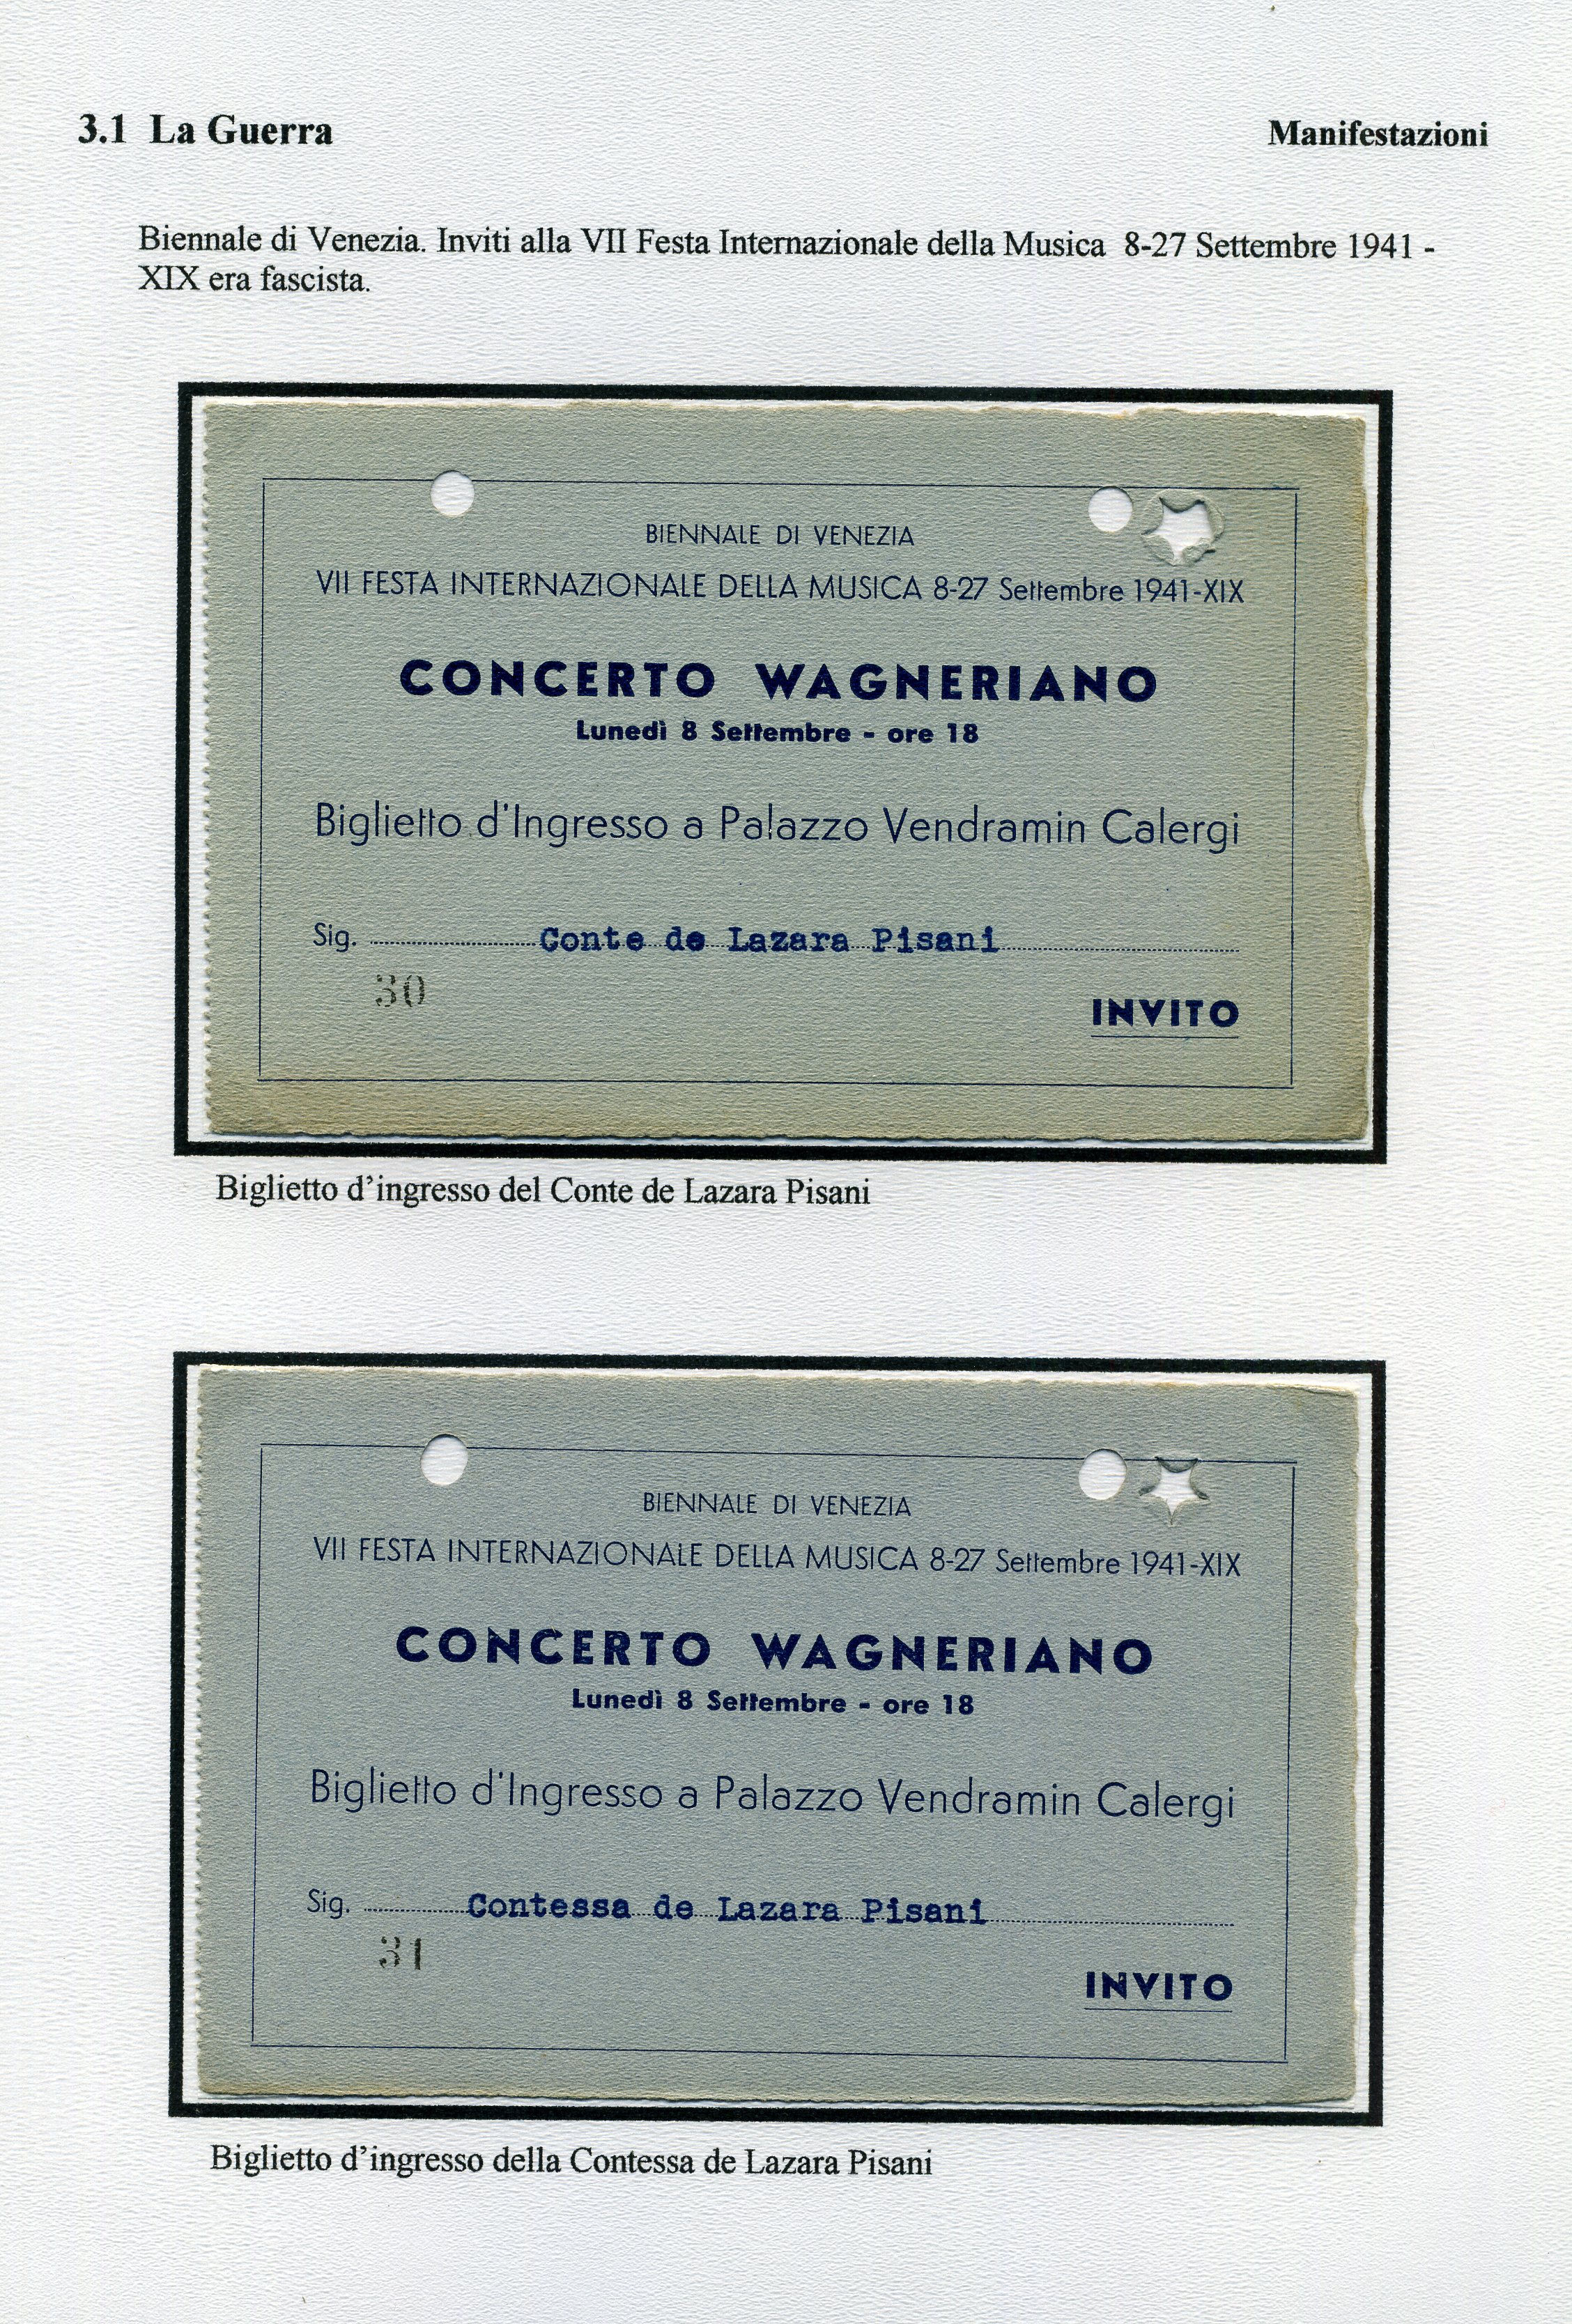 3.1 La Guerra
Manifestazioni
Biennale di Venezia. Inviti alla VII Festa Internazionale della Musica 8-27 Settembre 1941 -
XIX era fascista.
BIENNALE DI VENEZIA
VII FESTA INTERNAZIONALE DELLA MUSICA 8-27 Settembre 1941-XIX
CONCERTO WAGNERIANO
Lunedì 8 Settembre - ore 18
Biglietto d'Ingresso a Palazzo Vendramin Calergi
Sig. Conte de Lazara Pisani
30
INVITO
Biglietto d'ingresso del Conte de Lazara Pisani
BIENNALE DI VENEZIA
VII FESTA INTERNAZIONALE DELLA MUSICA 8-27 Settembre 1941-XIX
CONCERTO WAGNERIANO
Lunedì 8 Settembre - ore 18
Biglietto d'Ingresso a Palazzo Vendramin Calergi
Sig. Contessa de Lazara Pisani
31
INVITO
Biglietto d'ingresso della Contessa de Lazara Pisani